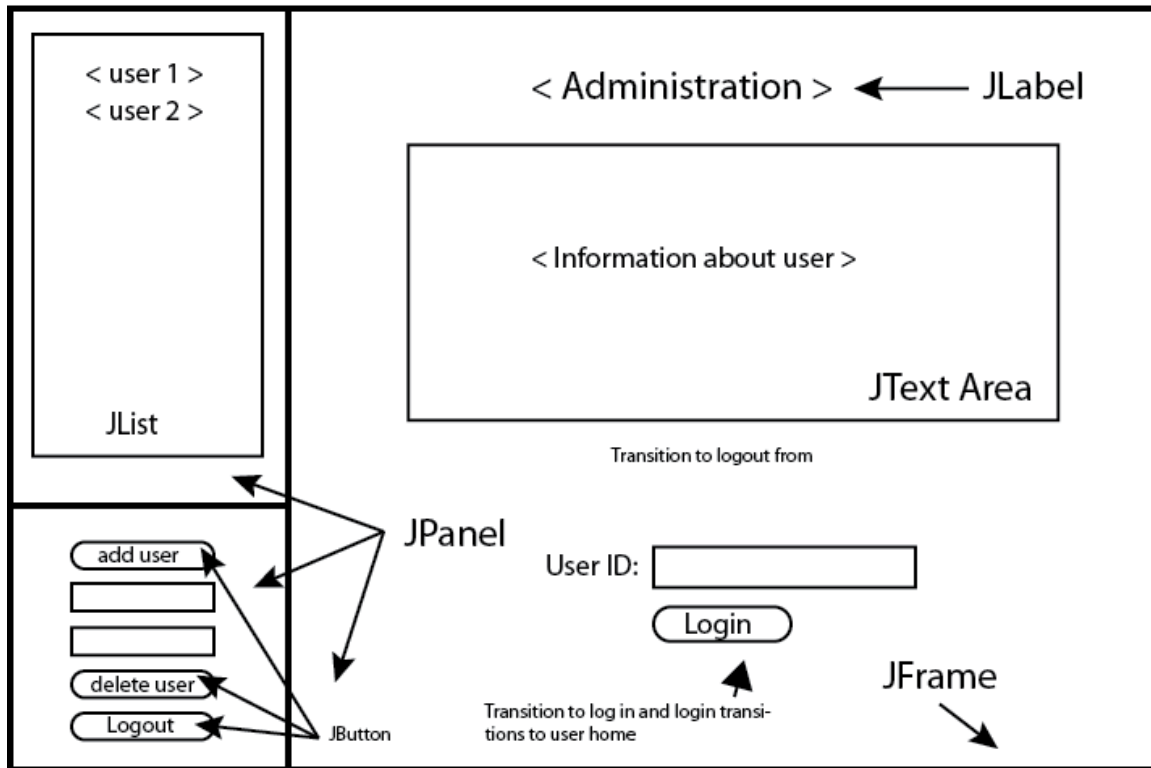 < user 1 >
< user 2 >
JList
< Administration >
JLabel
< Information about user >
JText Area
Transition to logout from
JPanel
add user
delete user
Logout
JButton
User ID:
Login
Transition to log in and login transi-
tions to user home
JFrame